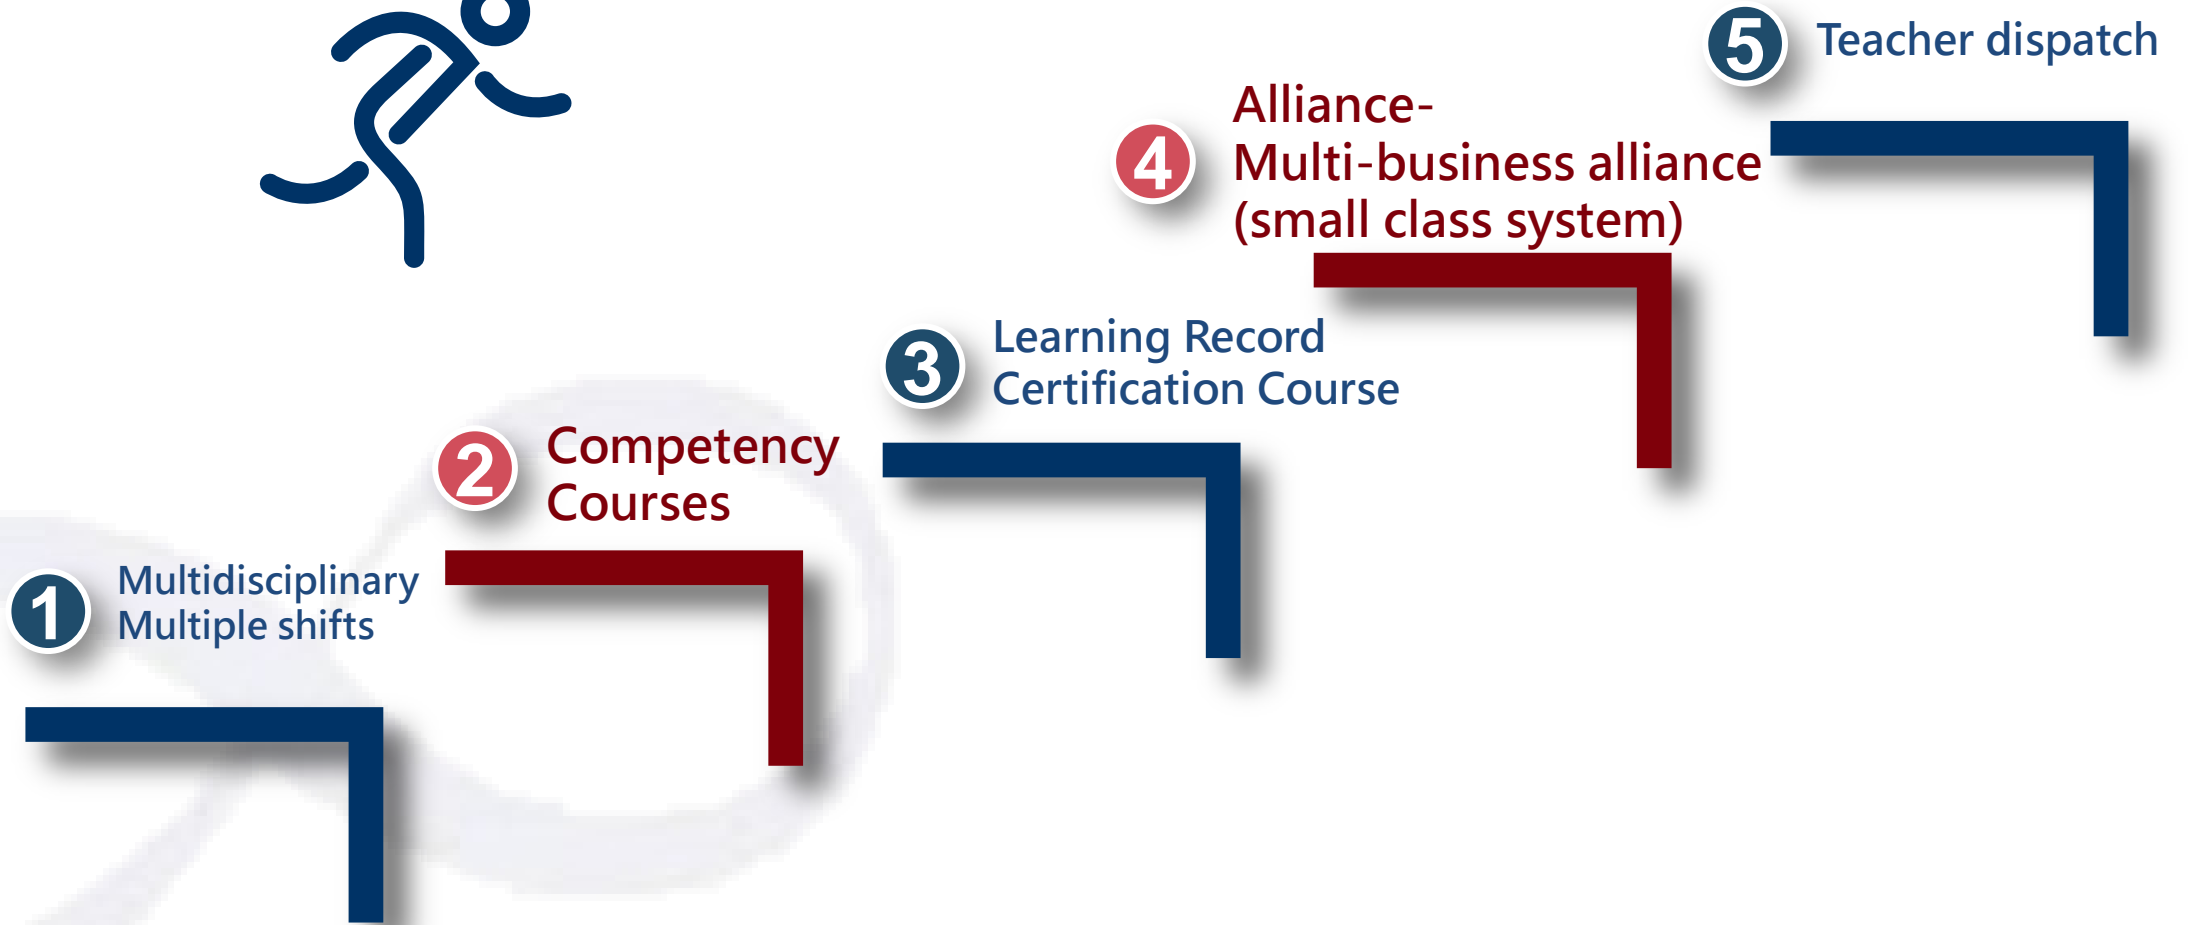 1
Multidisciplinary
Multiple shifts
2
Competency
Courses
3
Learning Record
Certification Course
4
Alliance-
Multi-business alliance
(small class system)
5
Teacher dispatch